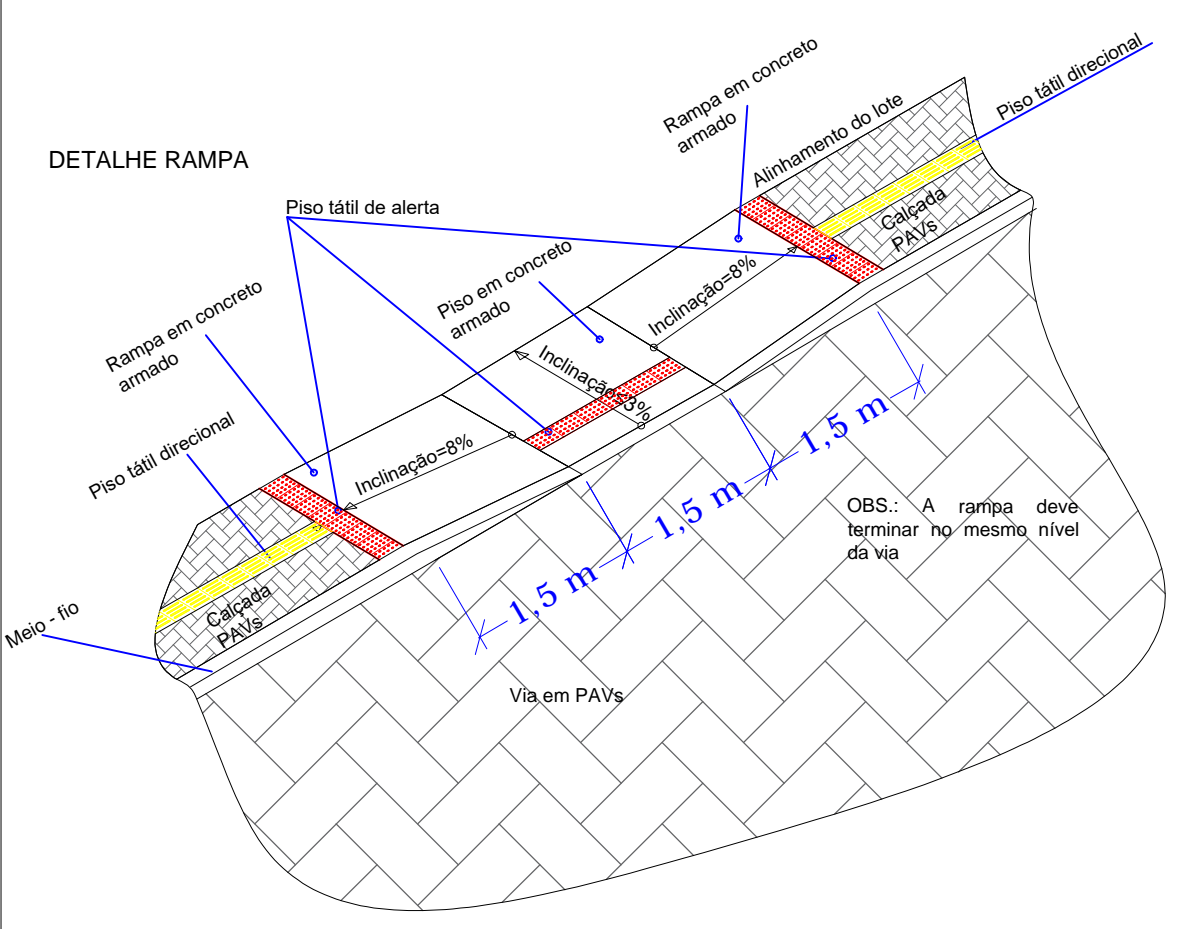 Rampa em concreto
armado
Piso tátil direcional
Alinhamento do lote
DETALHE RAMPA
Piso tátil de alerta
Calçada
PAVs
Piso em concreto
armado
Inclinação=8%
Rampa em concreto
armado
Inclinação<3%
Piso tátil direcional
Inclinação=8%
1,5 m
1,5 m
1,5 m
OBS.: A rampa deve
terminar no mesmo nível
da via
Calçada
PAVs
Meio - fio
Via em PAVs